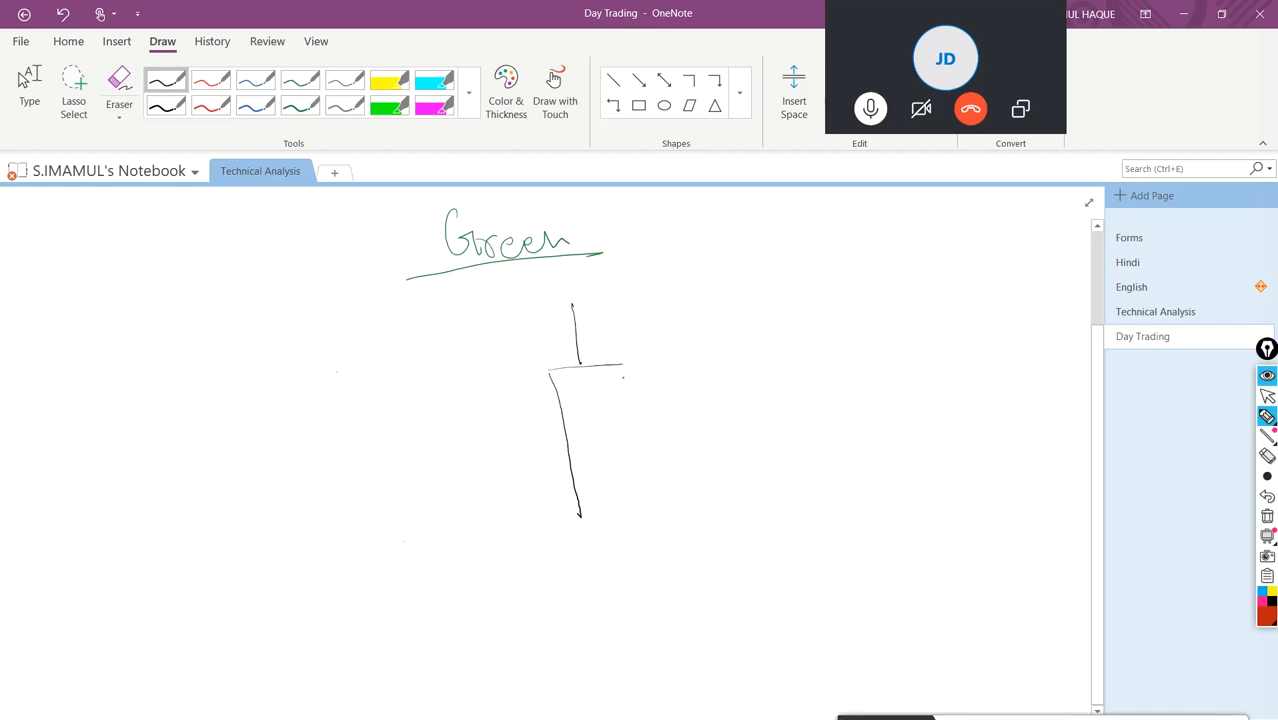 Day Trading - OneNote
UL HAQUE
File Home Insert Draw History Review View
JD
Type
Lasso Select
Eraser
Color & Thickness
Draw with Touch
Insert Space
Tools
Shapes
Edit
Convert
S.IMAMUL's Notebook
Technical Analysis
Search (Ctrl+E)
Add Page
Green
Forms
Hindi
English
Technical Analysis
Day Trading